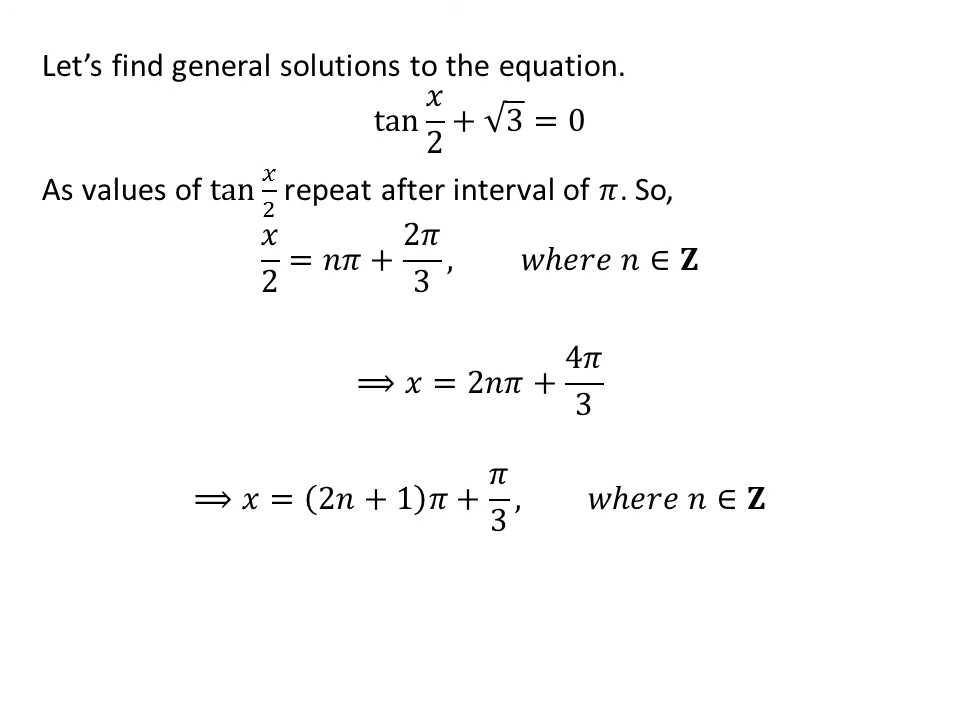 Let’s find general solutions to the equation.
tan 𝑥/2 + √3 = 0
As values of tan 𝑥/2 repeat after interval of 𝜋. So,
𝑥/2 = 𝑛𝜋 + 2𝜋/3, 𝑤ℎ𝑒𝑟𝑒 𝑛 ∈ 𝐙
⟹ 𝑥 = 2𝑛𝜋 + 4𝜋/3
⟹ 𝑥 = (2𝑛 + 1)𝜋 + 𝜋/3, 𝑤ℎ𝑒𝑟𝑒 𝑛 ∈ 𝐙